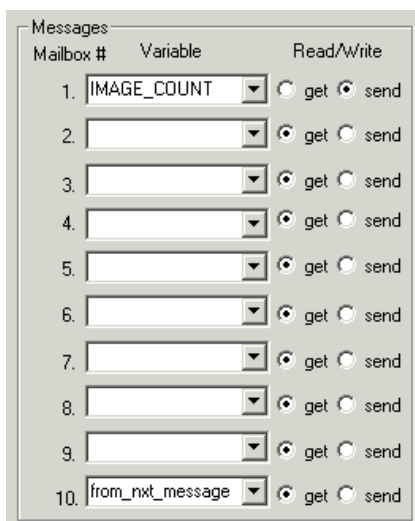 Messages
Mailbox # Variable Read/Write
1. IMAGE_COUNT get send
2. get send
3. get send
4. get send
5. get send
6. get send
7. get send
8. get send
9. get send
10. from_nxt_message get send